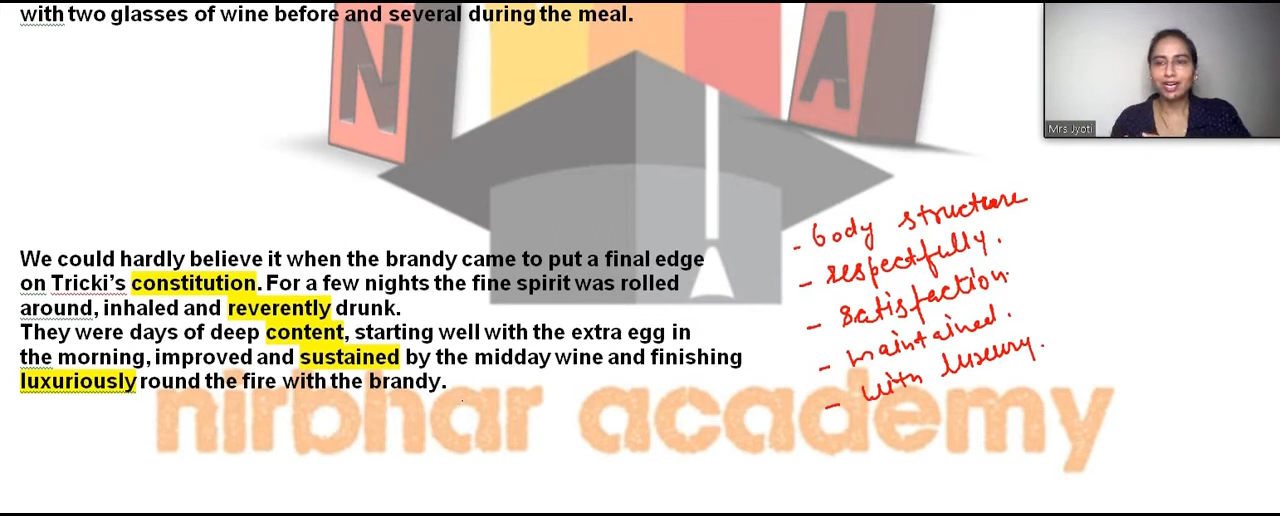 with two glasses of wine before and several during the meal.
N
A
Mrs Jyoti
We could hardly believe it when the brandy came to put a final edge
on Tricki's constitution. For a few nights the fine spirit was rolled
around, inhaled and reverently drunk.
They were days of deep content, starting well with the extra egg in
the morning, improved and sustained by the midday wine and finishing
luxuriously round the fire with the brandy.
- body structure
- respectfully.
- satisfaction.
- maintained.
- with luxury.
nirbhar academy